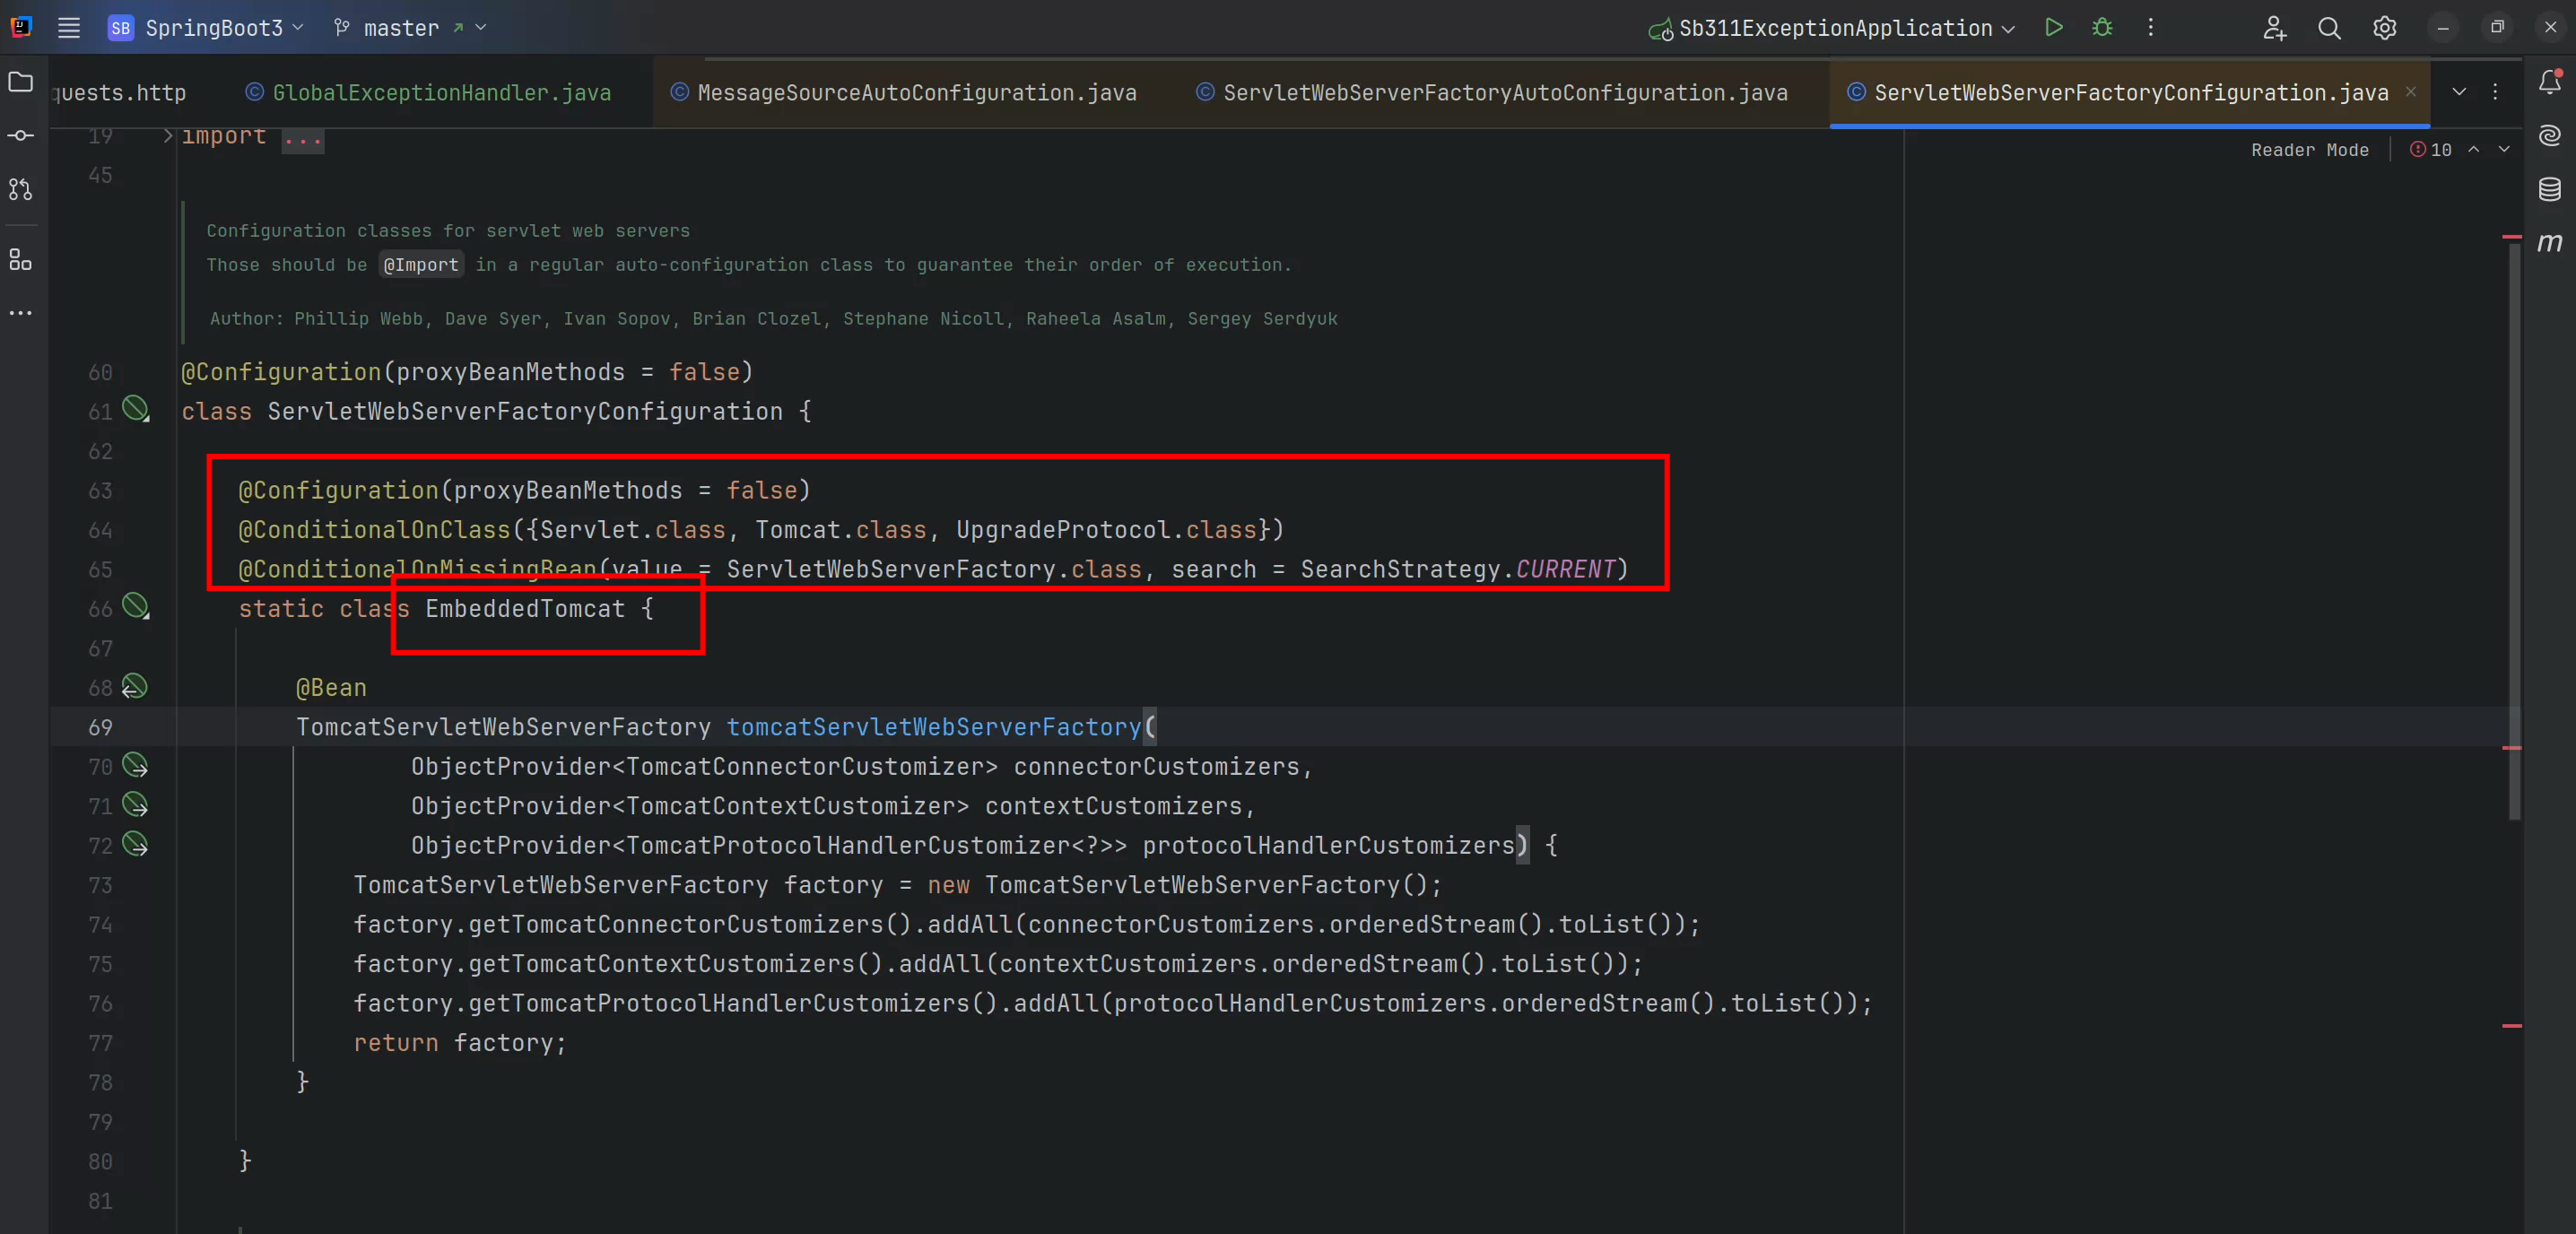 SB SpringBoot3 master Sb311ExceptionApplication
quests.http GlobalExceptionHandler.java MessageSourceAutoConfiguration.java ServletWebServerFactoryAutoConfiguration.java ServletWebServerFactoryConfiguration.java
Reader Mode 10
19 import ...
45
Configuration classes for servlet web servers
Those should be @Import in a regular auto-configuration class to guarantee their order of execution.
Author: Phillip Webb, Dave Syer, Ivan Sopov, Brian Clozel, Stephane Nicoll, Raheela Asalm, Sergey Serdyuk
60 @Configuration(proxyBeanMethods = false)
61 class ServletWebServerFactoryConfiguration {
62
63 @Configuration(proxyBeanMethods = false)
64 @ConditionalOnClass({Servlet.class, Tomcat.class, UpgradeProtocol.class})
65 @ConditionalOnMissingBean(value = ServletWebServerFactory.class, search = SearchStrategy.CURRENT)
66 static class EmbeddedTomcat {
67
68 @Bean
69 TomcatServletWebServerFactory tomcatServletWebServerFactory(
70 ObjectProvider<TomcatConnectorCustomizer> connectorCustomizers,
71 ObjectProvider<TomcatContextCustomizer> contextCustomizers,
72 ObjectProvider<TomcatProtocolHandlerCustomizer<?>> protocolHandlerCustomizers) {
73 TomcatServletWebServerFactory factory = new TomcatServletWebServerFactory();
74 factory.getTomcatConnectorCustomizers().addAll(connectorCustomizers.orderedStream().toList());
75 factory.getTomcatContextCustomizers().addAll(contextCustomizers.orderedStream().toList());
76 factory.getTomcatProtocolHandlerCustomizers().addAll(protocolHandlerCustomizers.orderedStream().toList());
77 return factory;
78 }
79
80 }
81